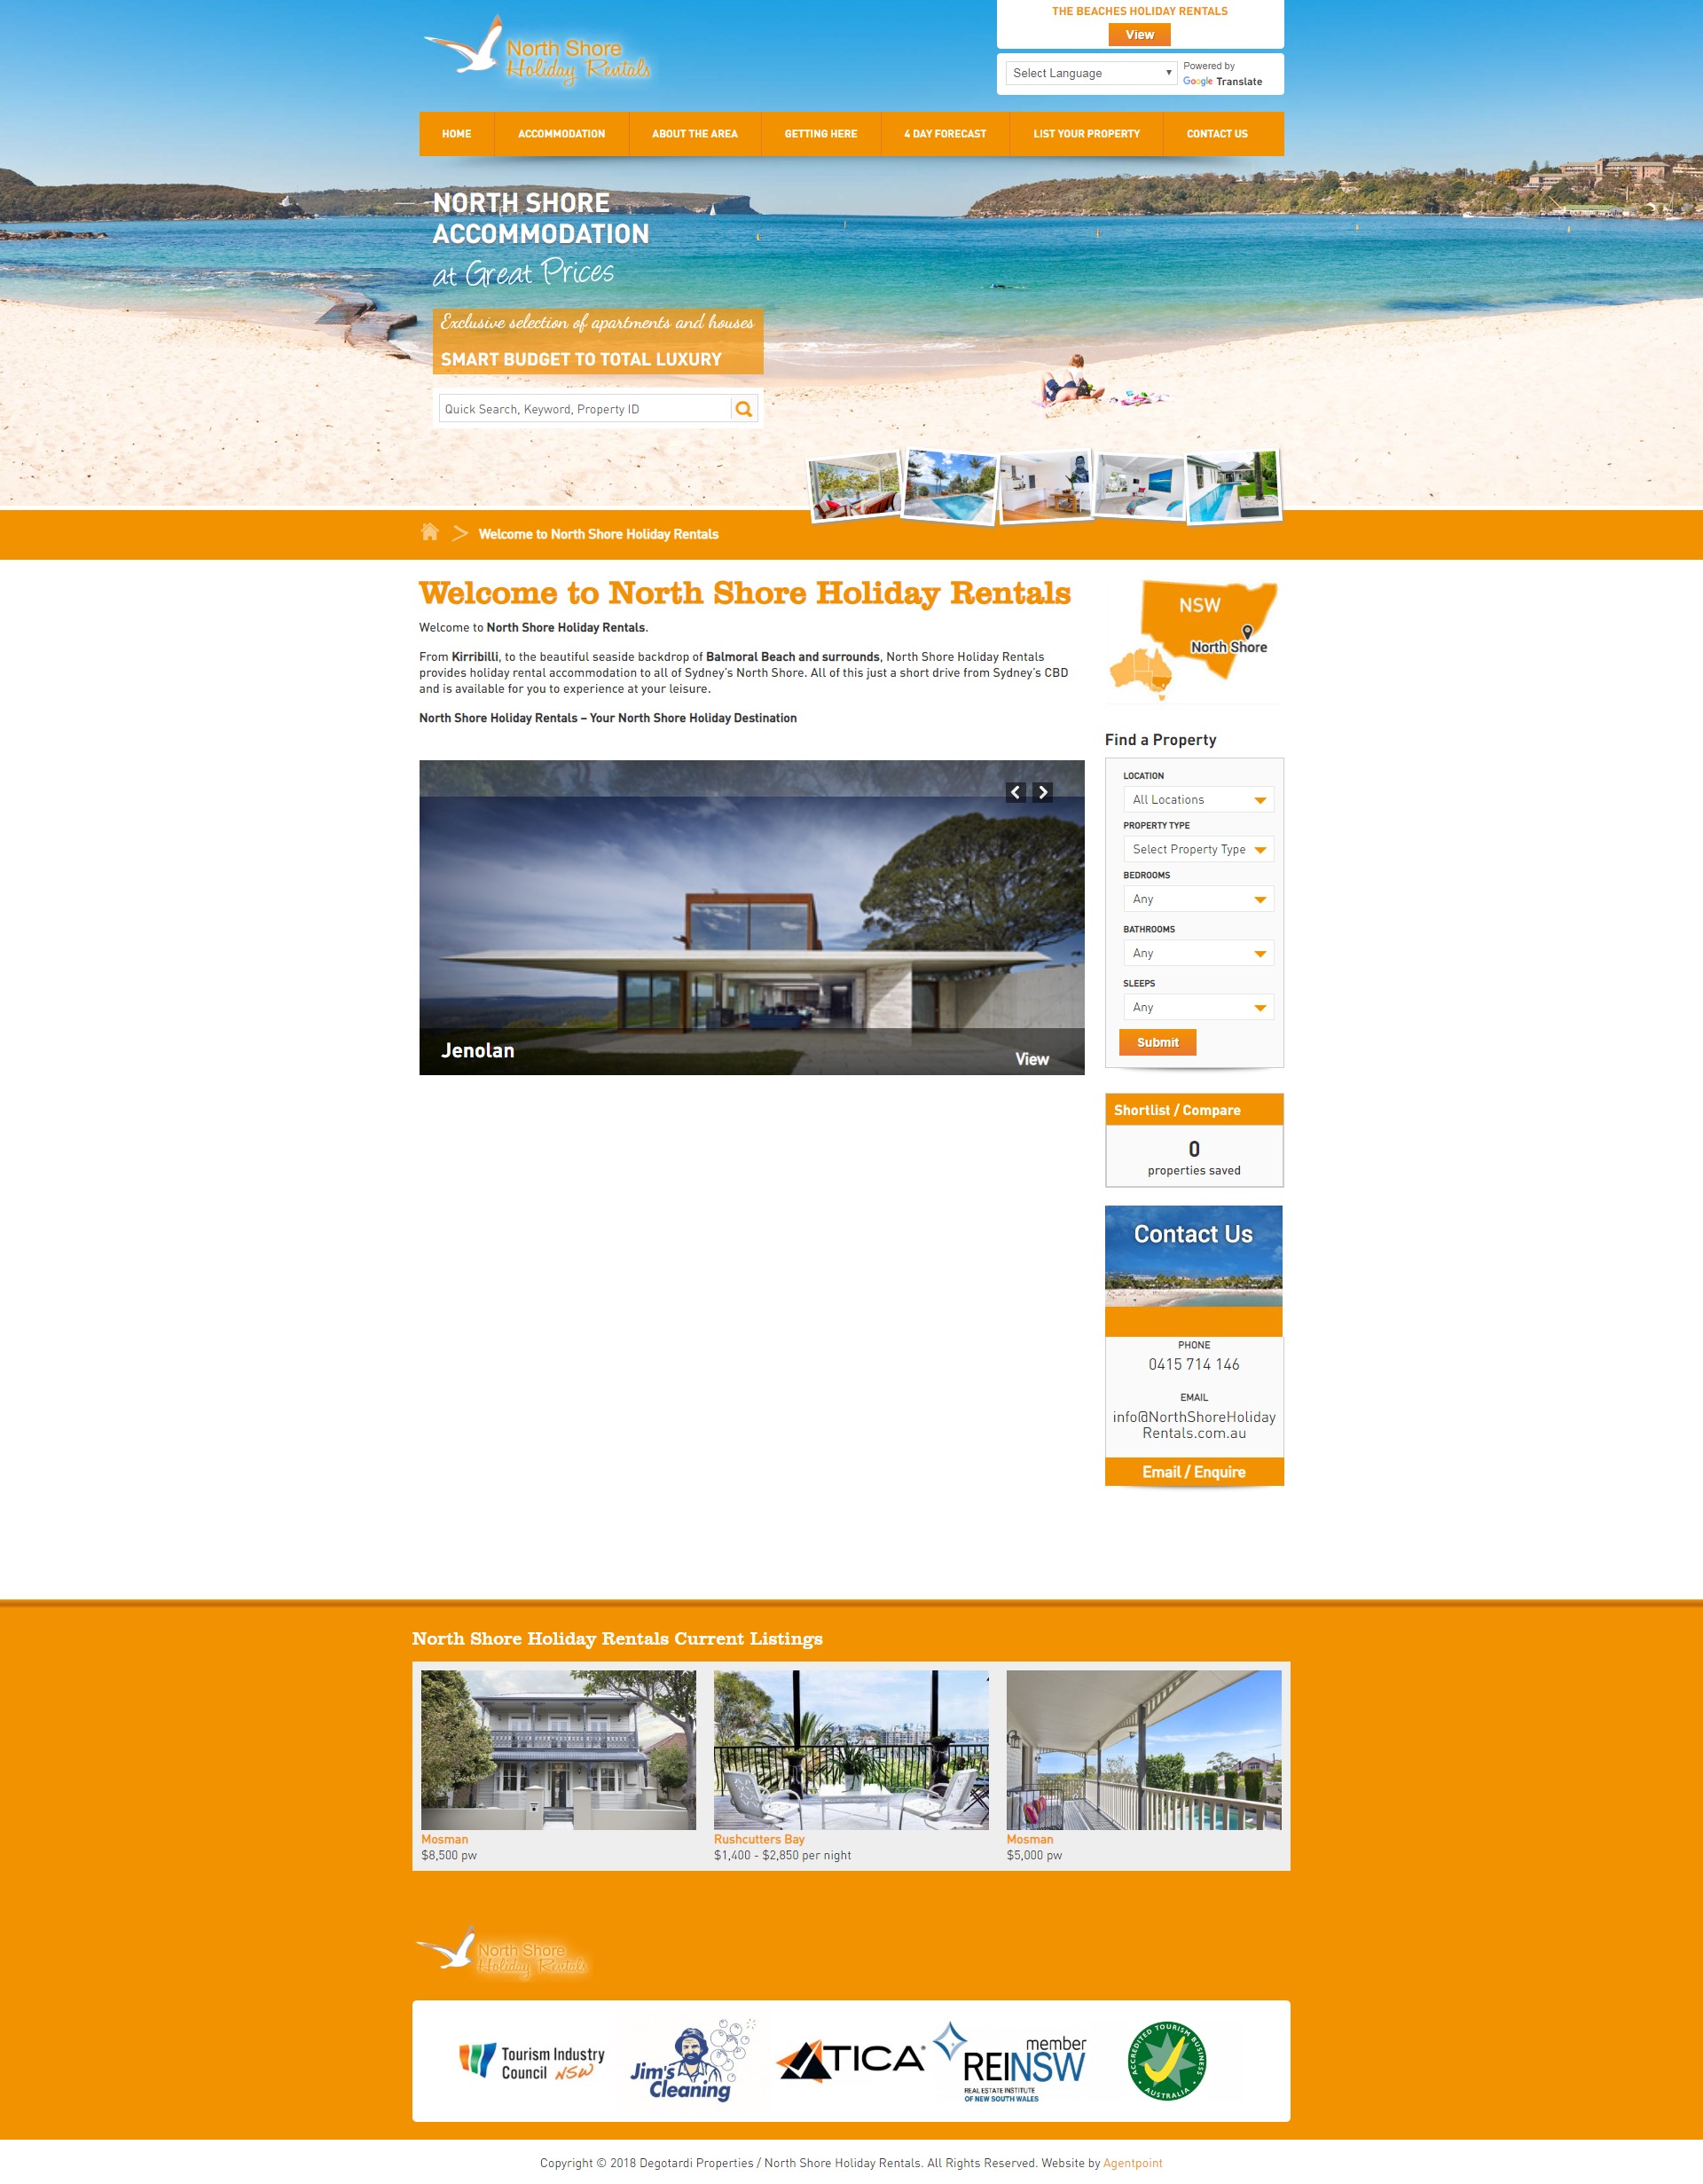 North Shore
Holiday Rentals
THE BEACHES HOLIDAY RENTALS
View
Select Language
Powered by
Google Translate
HOME
ACCOMMODATION
ABOUT THE AREA
GETTING HERE
4 DAY FORECAST
LIST YOUR PROPERTY
CONTACT US
NORTH SHORE
ACCOMMODATION
at Great Prices
Exclusive selection of apartments and houses
SMART BUDGET TO TOTAL LUXURY
Quick Search, Keyword, Property ID
Welcome to North Shore Holiday Rentals
Welcome to North Shore Holiday Rentals
Welcome to North Shore Holiday Rentals.
From Kirribilli, to the beautiful seaside backdrop of Balmoral Beach and surrounds, North Shore Holiday Rentals
provides holiday rental accommodation to all of Sydney's North Shore. All of this just a short drive from Sydney's CBD
and is available for you to experience at your leisure.
North Shore Holiday Rentals – Your North Shore Holiday Destination
Jenolan
View
NSW
North Shore
Find a Property
LOCATION
All Locations
PROPERTY TYPE
Select Property Type
BEDROOMS
Any
BATHROOMS
Any
SLEEPS
Any
Submit
Shortlist / Compare
0
properties saved
Contact Us
PHONE
0415 714 146
EMAIL
info@NorthShoreHoliday
Rentals.com.au
Email / Enquire
North Shore Holiday Rentals Current Listings
Mosman
$8,500 pw
Rushcutters Bay
$1,400 - $2,850 per night
Mosman
$5,000 pw
North Shore
Holiday Rentals
Tourism Industry
Council NSW
Jim's
Cleaning
TICA
member
REINSW
REAL ESTATE INSTITUTE
OF NEW SOUTH WALES
ACCREDITED TOURISM BUSINESS
AUSTRALIA
Copyright © 2018 Degotardi Properties / North Shore Holiday Rentals. All Rights Reserved. Website by Agentpoint